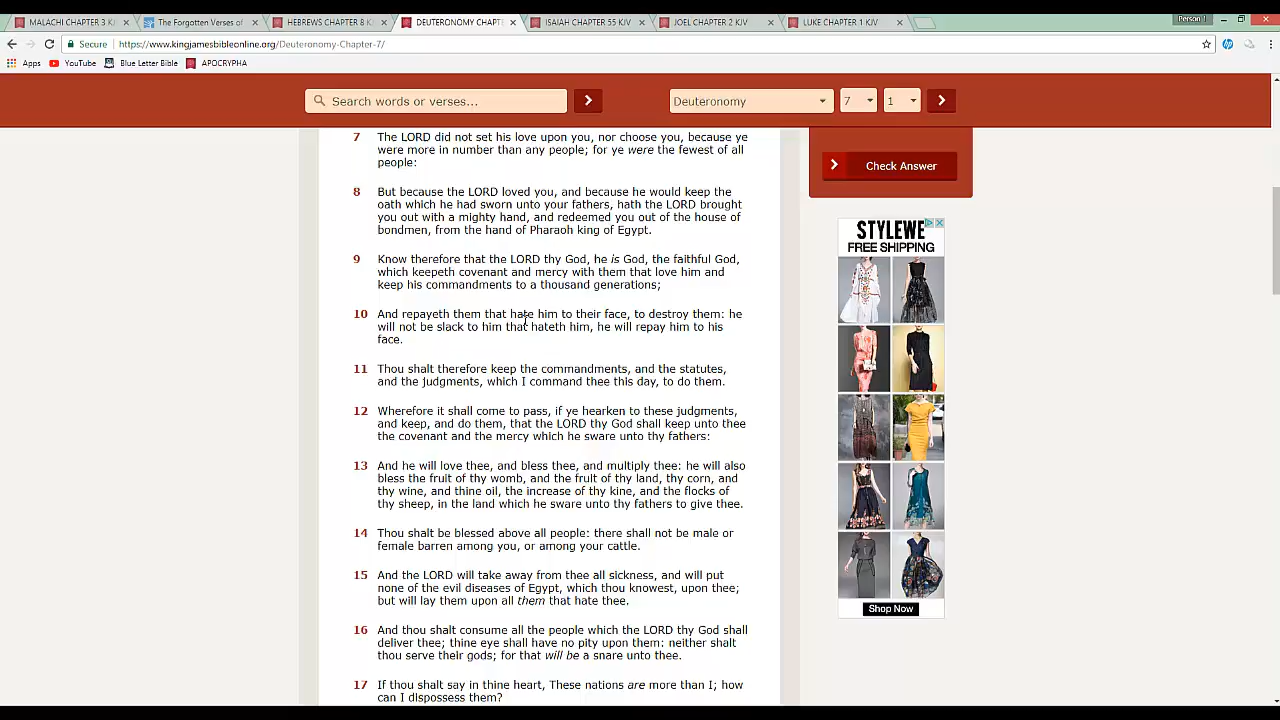 MALACHI CHAPTER 3 KJ
The Forgotten Verses of
HEBREWS CHAPTER 8 K
DEUTERONOMY CHAPTE
ISAIAH CHAPTER 55 KJV
JOEL CHAPTER 2 KJV
LUKE CHAPTER 1 KJV
Person 1
Secure https://www.kingjamesbibleonline.org/Deuteronomy-Chapter-7/
Apps YouTube Blue Letter Bible APOCRYPHA
Search words or verses... Deuteronomy 7 1
7 The LORD did not set his love upon you, nor choose you, because ye
were more in number than any people; for ye were the fewest of all
people:
8 But because the LORD loved you, and because he would keep the
oath which he had sworn unto your fathers, hath the LORD brought
you out with a mighty hand, and redeemed you out of the house of
bondmen, from the hand of Pharaoh king of Egypt.
9 Know therefore that the LORD thy God, he is God, the faithful God,
which keepeth covenant and mercy with them that love him and
keep his commandments to a thousand generations;
10 And repayeth them that hate him to their face, to destroy them: he
will not be slack to him that hateth him, he will repay him to his
face.
11 Thou shalt therefore keep the commandments, and the statutes,
and the judgments, which I command thee this day, to do them.
12 Wherefore it shall come to pass, if ye hearken to these judgments,
and keep, and do them, that the LORD thy God shall keep unto thee
the covenant and the mercy which he sware unto thy fathers:
13 And he will love thee, and bless thee, and multiply thee: he will also
bless the fruit of thy womb, and the fruit of thy land, thy corn, and
thy wine, and thine oil, the increase of thy kine, and the flocks of
thy sheep, in the land which he sware unto thy fathers to give thee.
14 Thou shalt be blessed above all people: there shall not be male or
female barren among you, or among your cattle.
15 And the LORD will take away from thee all sickness, and will put
none of the evil diseases of Egypt, which thou knowest, upon thee;
but will lay them upon all them that hate thee.
16 And thou shalt consume all the people which the LORD thy God shall
deliver thee; thine eye shall have no pity upon them: neither shalt
thou serve their gods; for that will be a snare unto thee.
17 If thou shalt say in thine heart, These nations are more than I; how
can I dispossess them?
Check Answer
STYLEWE
FREE SHIPPING
Shop Now